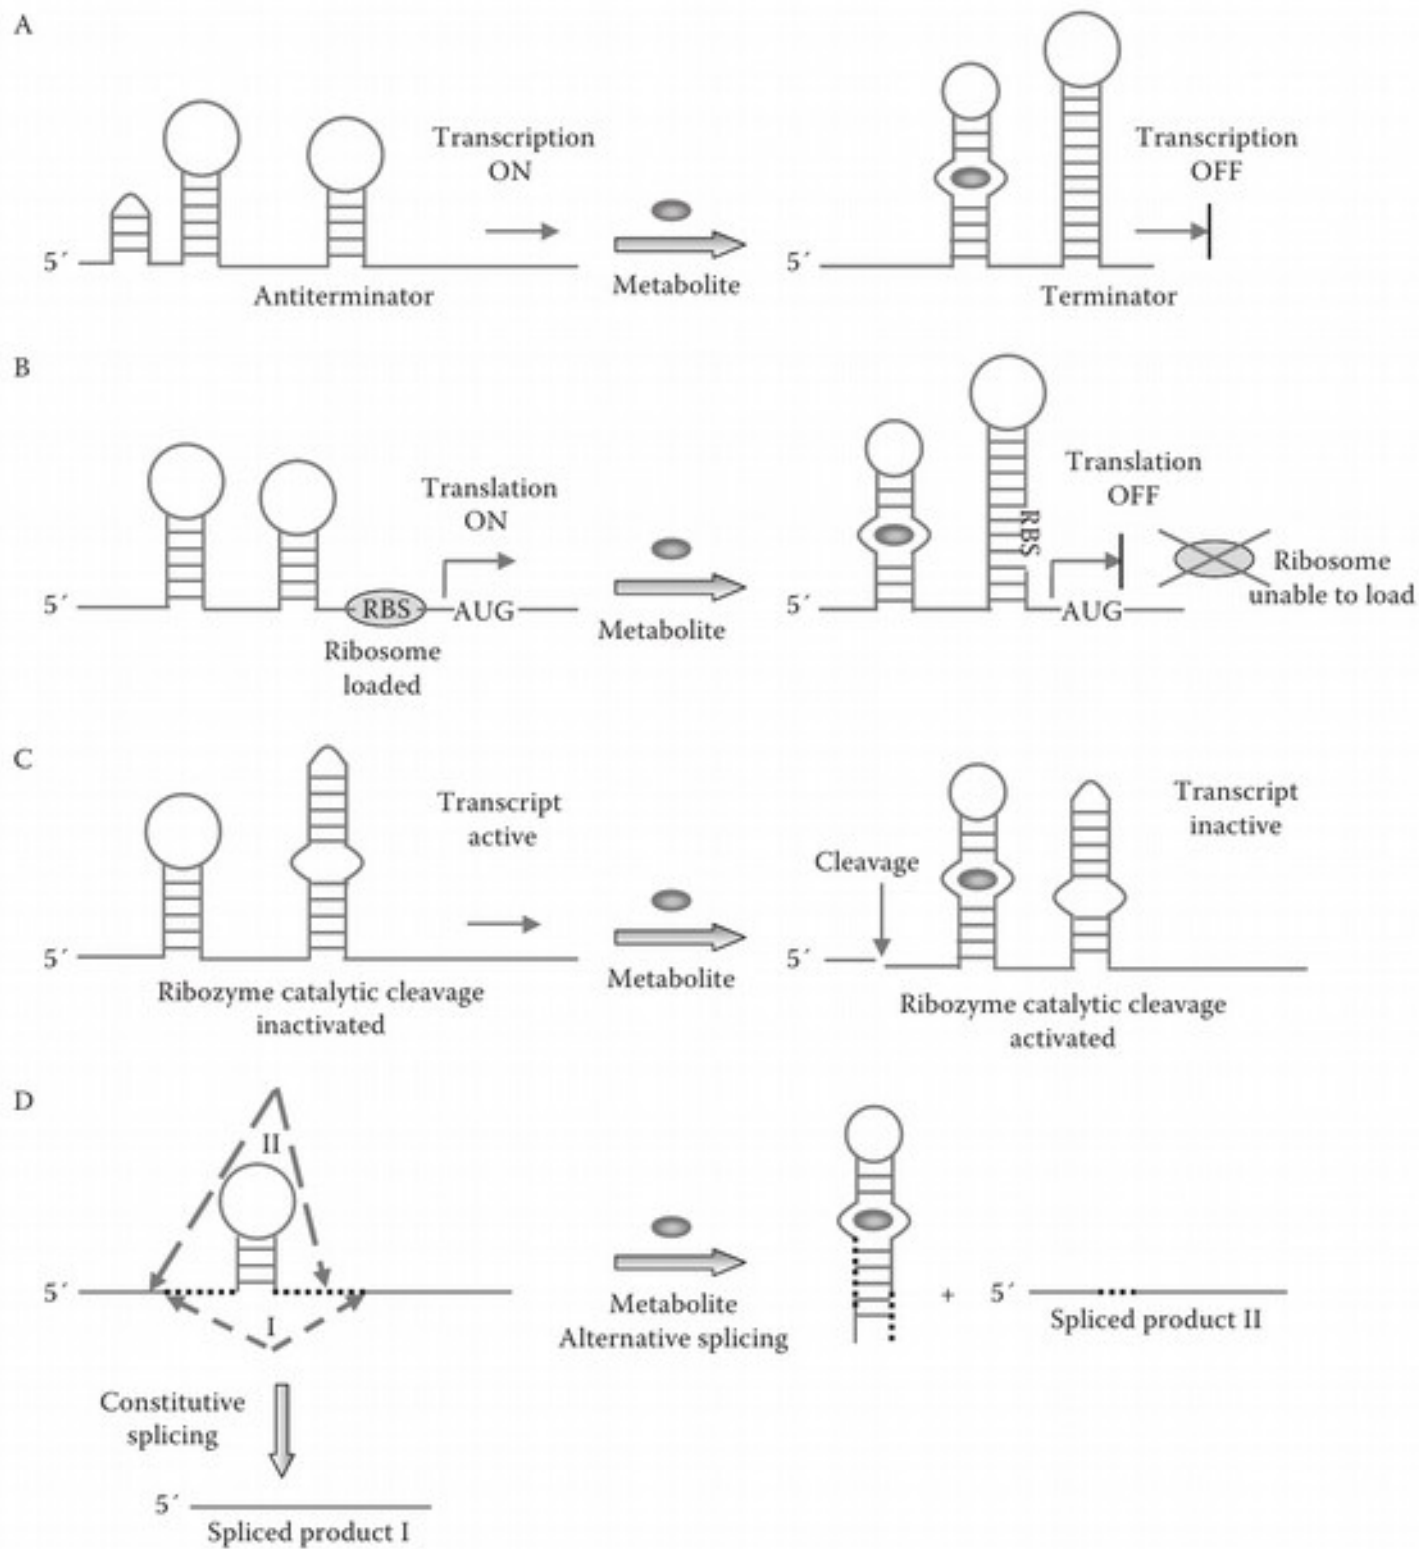 A
Transcription
ON
5´
Antiterminator
Metabolite
5´
Transcription
OFF
Terminator
B
Translation
ON
5´
RBS
AUG
Ribosome
loaded
Metabolite
5´
RBS
Translation
OFF
AUG
Ribosome
unable to load
C
Transcript
active
5´
Ribozyme catalytic cleavage
inactivated
Metabolite
Cleavage
5´
Transcript
inactive
Ribozyme catalytic cleavage
activated
D
II
5´
I
Constitutive
splicing
5´
Spliced product I
Metabolite
Alternative splicing
+
5´
Spliced product II